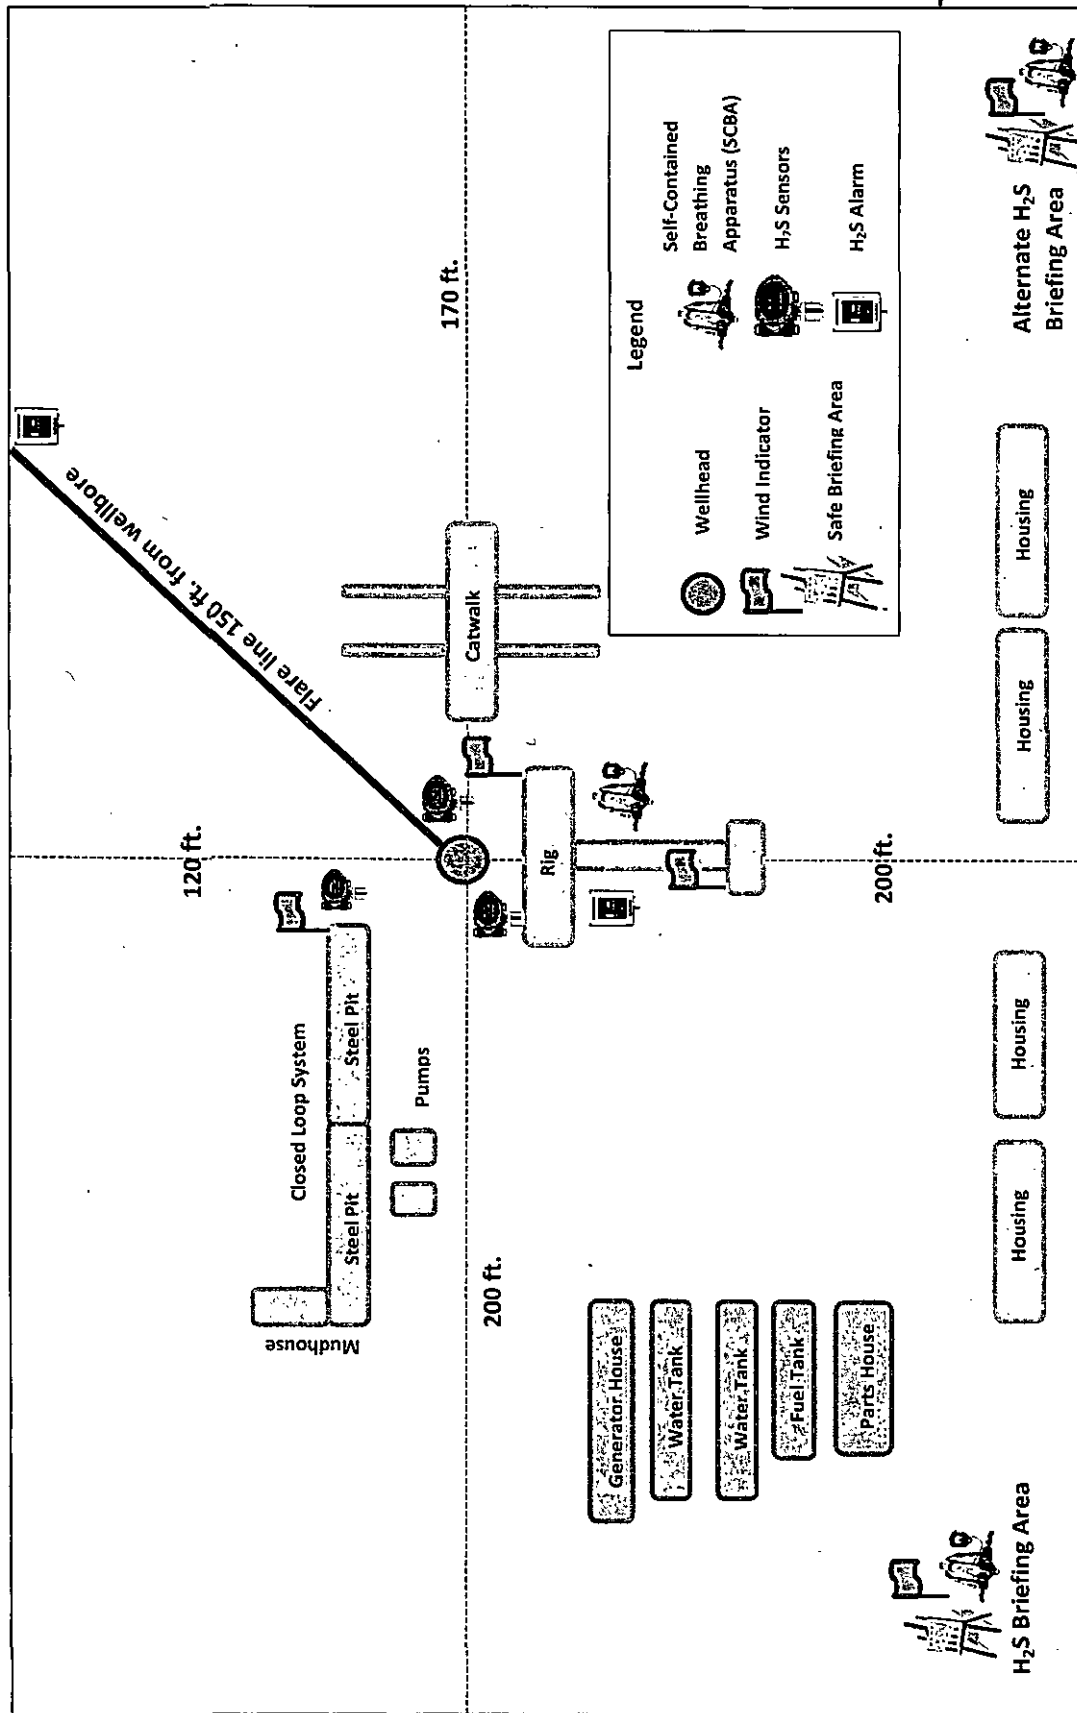 Flare line 150 ft. from wellbore
120 ft.
170 ft.
Closed Loop System
Mudhouse
Steel Pit
Steel Pit
Pumps
Catwalk
200 ft.
Rig
Generator House
Water Tank
Water Tank
Fuel Tank
Parts House
200 ft.
Legend
Wellhead
Wind Indicator
Safe Briefing Area
Self-Contained
Breathing
Apparatus (SCBA)
H₂S Sensors
H₂S Alarm
H₂S Briefing Area
Housing
Housing
Housing
Housing
Alternate H₂S
Briefing Area